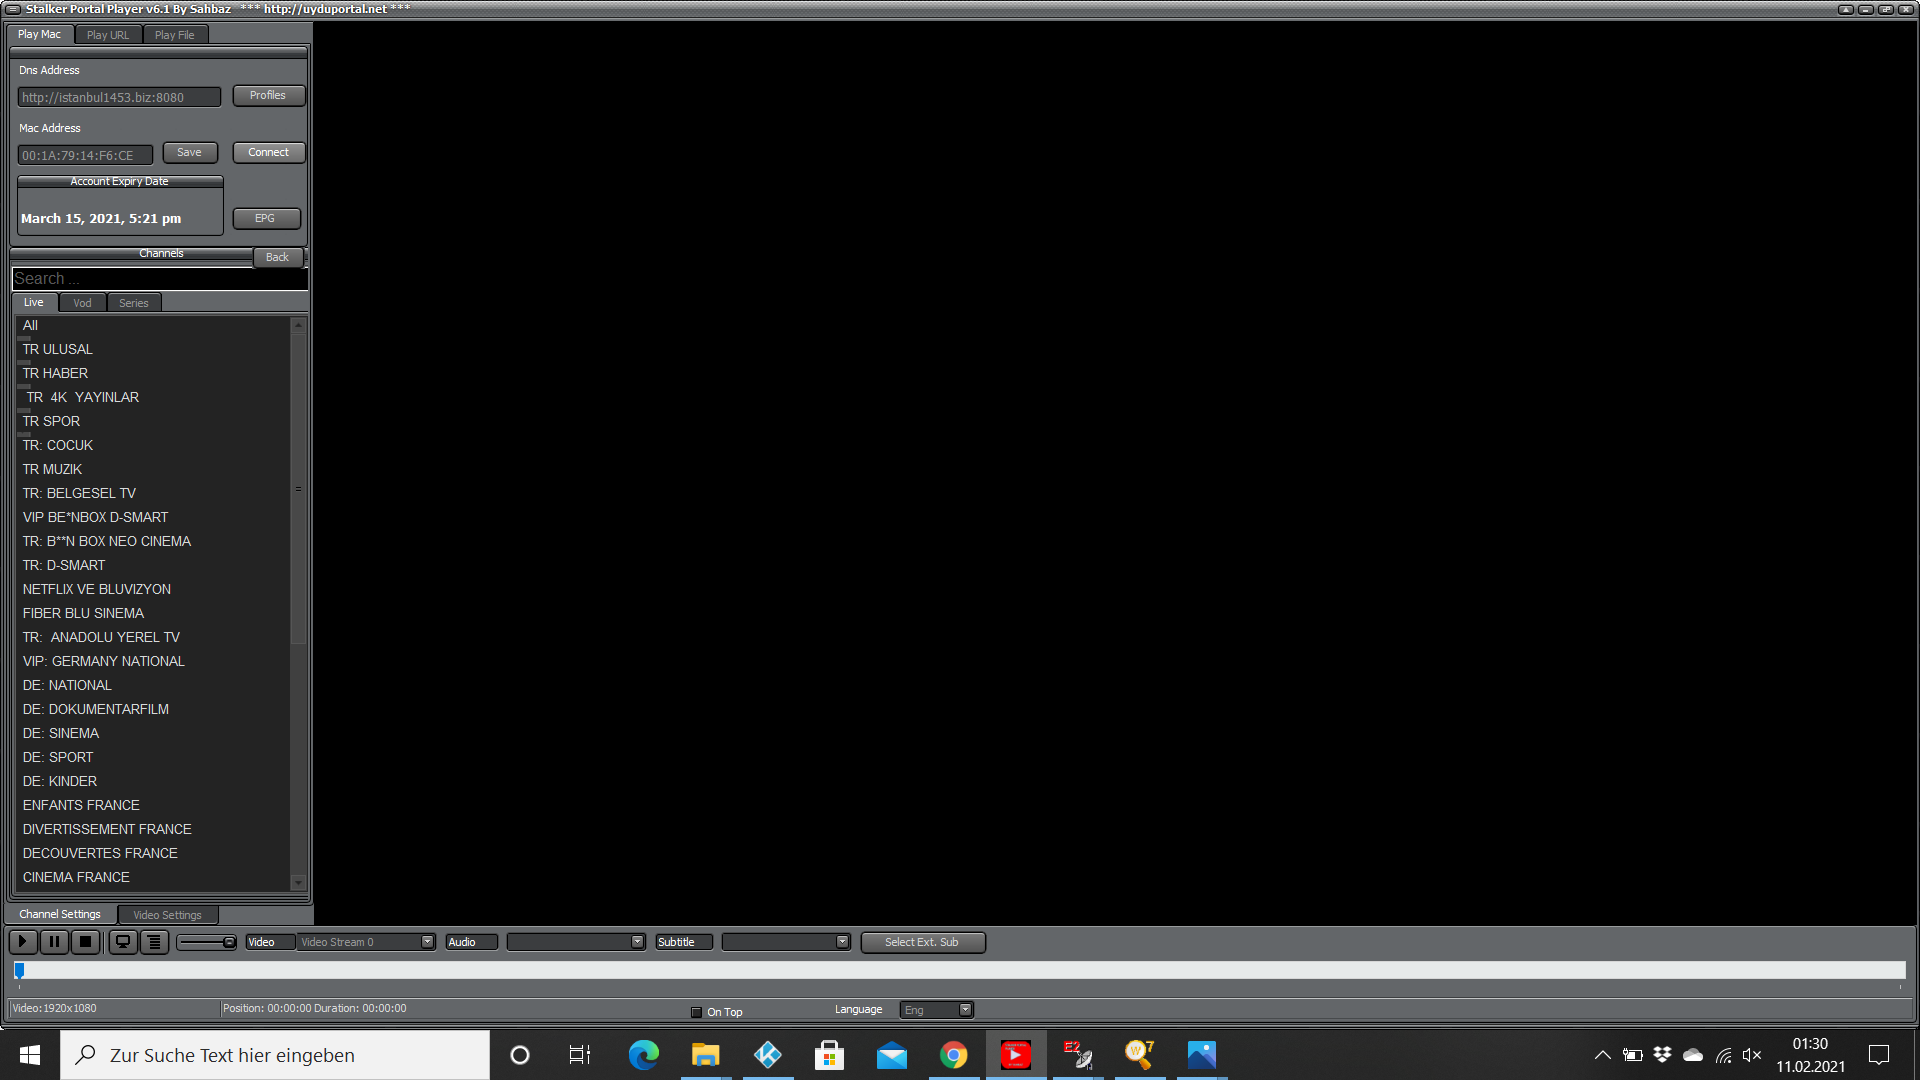 Stalker Portal Player v6.1 By Sahbaz *** http://uyduportal.net ***
Play Mac Play URL Play File
Dns Address
http://istanbul1453.biz:8080 Profiles
Mac Address
00:1A:79:14:F6:CE Save Connect
Account Expiry Date
March 15, 2021, 5:21 pm EPG
Channels Back
Search ...
Live Vod Series
All
TR ULUSAL
TR HABER
TR 4K YAYINLAR
TR SPOR
TR: COCUK
TR MUZIK
TR: BELGESEL TV
VIP BE*NBOX D-SMART
TR: B**N BOX NEO CINEMA
TR: D-SMART
NETFLIX VE BLUVIZYON
FIBER BLU SINEMA
TR: ANADOLU YEREL TV
VIP: GERMANY NATIONAL
DE: NATIONAL
DE: DOKUMENTARFILM
DE: SINEMA
DE: SPORT
DE: KINDER
ENFANTS FRANCE
DIVERTISSEMENT FRANCE
DECOUVERTES FRANCE
CINEMA FRANCE
Channel Settings Video Settings
Video Video Stream 0 Audio Subtitle Select Ext. Sub
Video:1920x1080 Position: 00:00:00 Duration: 00:00:00 On Top Language Eng
Zur Suche Text hier eingeben
E2
W 7
01:30
11.02.2021